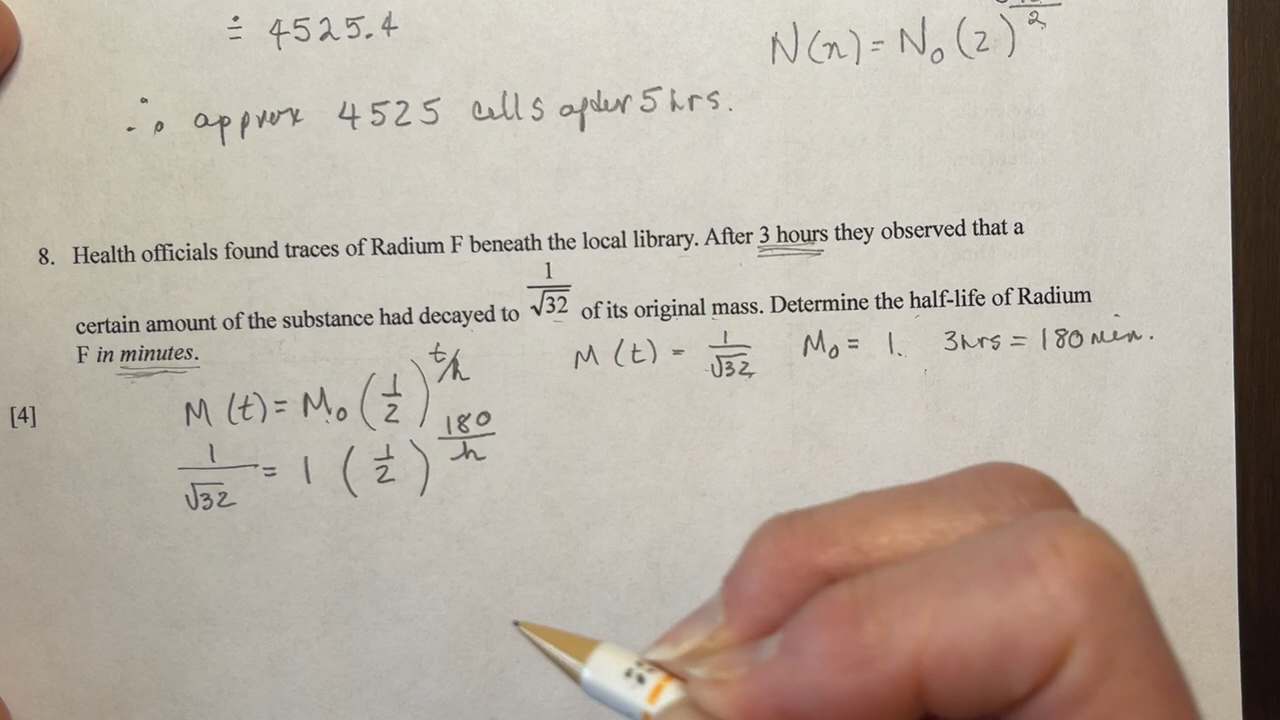 ≐ 4525.4
N(n) = N₀(2)^‾/2
∴ approx 4525 cells after 5 hrs.
8. Health officials found traces of Radium F beneath the local library. After 3 hours they observed that a
certain amount of the substance had decayed to 1/√32 of its original mass. Determine the half-life of Radium
F in minutes.
M(t) = 1/√32 M₀ = 1. 3hrs = 180 min.
[4]
M(t) = M₀(1/2)^t/h
1/√32 = 1(1/2)^180/h